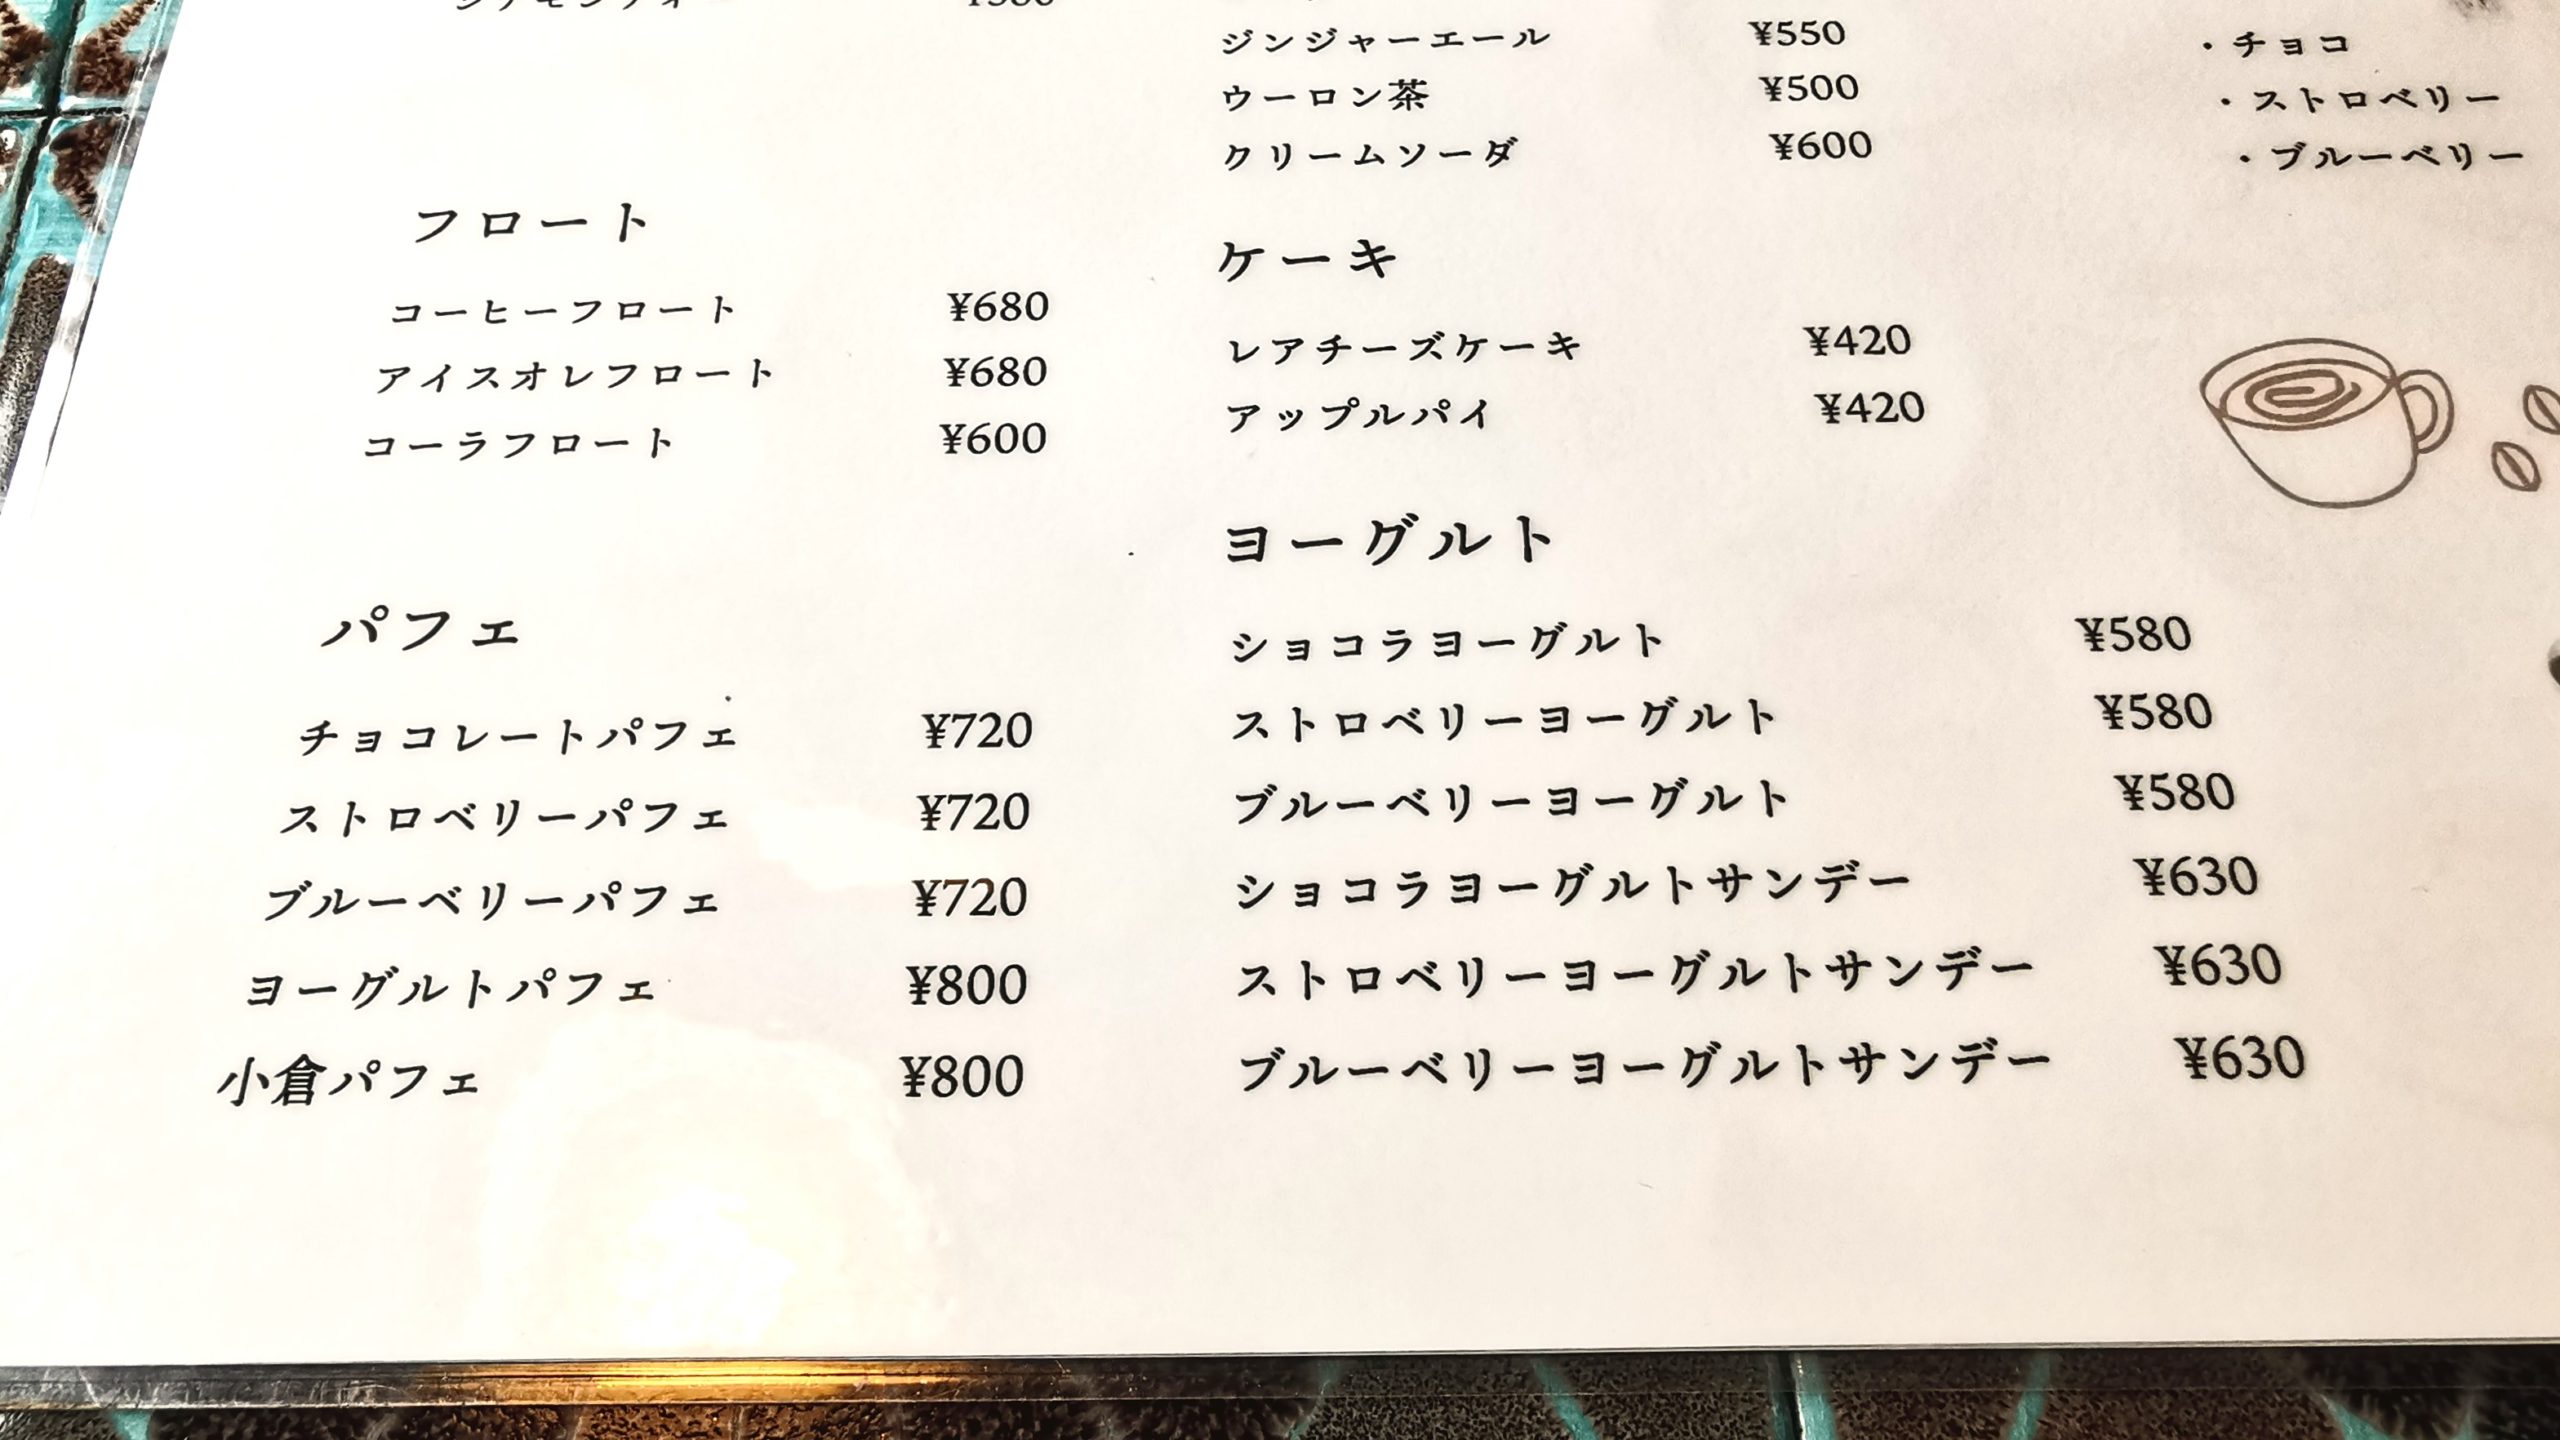 フロート
コーヒーフロート ¥680
アイスオレフロート ¥680
コーラフロート ¥600
パフェ
チョコレートパフェ ¥720
ストロベリーパフェ ¥720
ブルーベリーパフェ ¥720
ヨーグルトパフェ ¥800
小倉パフェ ¥800
ジンジャーエール ¥550
ウーロン茶 ¥500
クリームソーダ ¥600
ケーキ
レアチーズケーキ ¥420
アップルパイ ¥420
ヨーグルト
ショコラヨーグルト ¥580
ストロベリーヨーグルト ¥580
ブルーベリーヨーグルト ¥580
ショコラヨーグルトサンデー ¥630
ストロベリーヨーグルトサンデー ¥630
ブルーベリーヨーグルトサンデー ¥630
・チョコ
・ストロベリー
・ブルーベリー